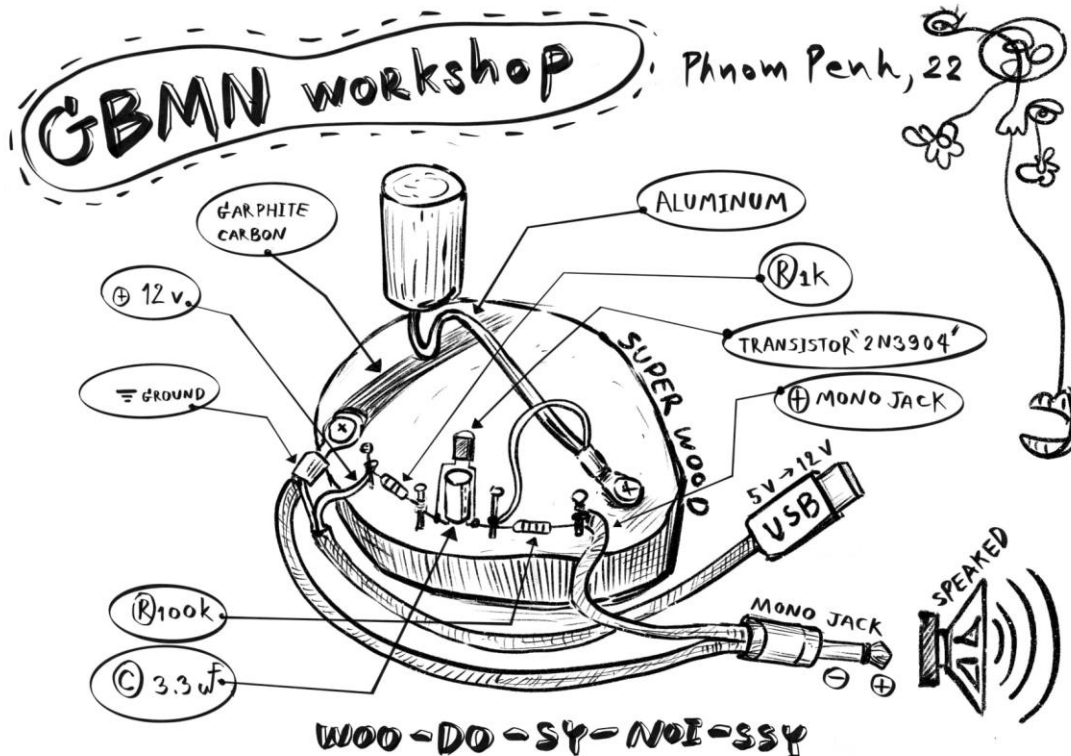 GBMN workshop
Phnom Penh, 22
GARPHITE
CARBON
ALUMINUM
⊕ 12 v.
Ⓡ 1k
TRANSISTOR "2N3904"
⏚ GROUND
SUPER WOOD
⊕ MONO JACK
5V → 12V
USB
Ⓡ 100k
MONO JACK
SPEAKED
Ⓒ 3.3 uf
⊖ ⊕
WOO-DO-SY-NOI-SSY